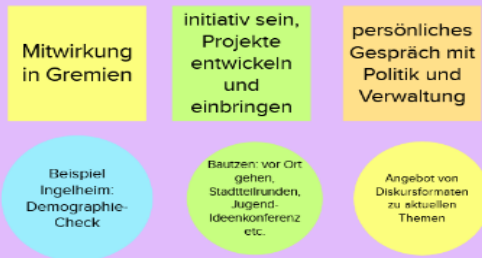 Mitwirkung
in Gremien
initiativ sein,
Projekte
entwickeln
und
einbringen
persönliches
Gespräch mit
Politik und
Verwaltung
Beispiel
Ingelheim:
Demographie-
Check
Bautzen: vor Ort
gehen,
Stadtteilrunden,
Jugend-
Ideenkonferenz
etc.
Angebot von
Diskursformaten
zu aktuellen
Themen